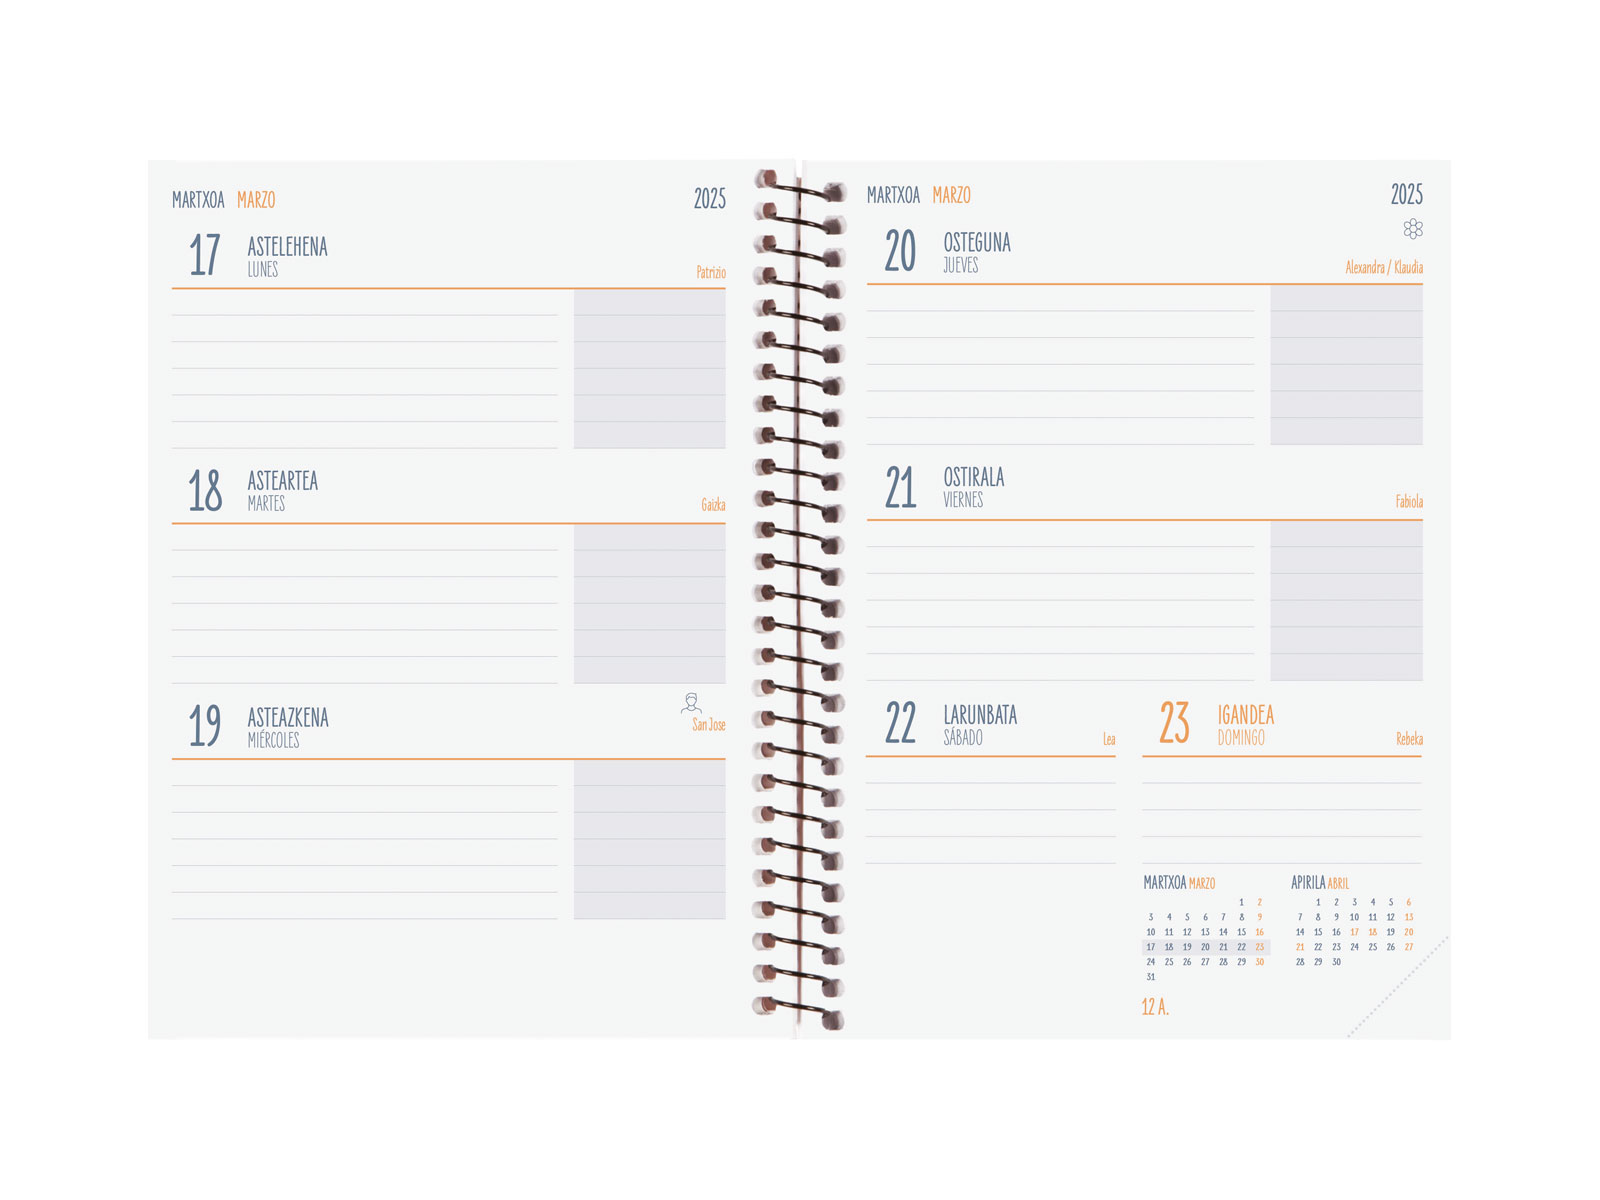 MARTXOA MARZO
2025
17 ASTELEHENA
LUNES
Patrizio
18 ASTEARTEA
MARTES
Gaizka
19 ASTEAZKENA
MIÉRCOLES
San Jose
MARTXOA MARZO
2025
20 OSTEGUNA
JUEVES
Alexandra / Klaudia
21 OSTIRALA
VIERNES
Fabiola
22 LARUNBATA
SÁBADO
Lea
23 IGANDEA
DOMINGO
Rebeka
MARTXOA MARZO
1 2
3 4 5 6 7 8 9
10 11 12 13 14 15 16
17 18 19 20 21 22 23
24 25 26 27 28 29 30
31
APIRILA ABRIL
1 2 3 4 5 6
7 8 9 10 11 12 13
14 15 16 17 18 19 20
21 22 23 24 25 26 27
28 29 30
12 A.